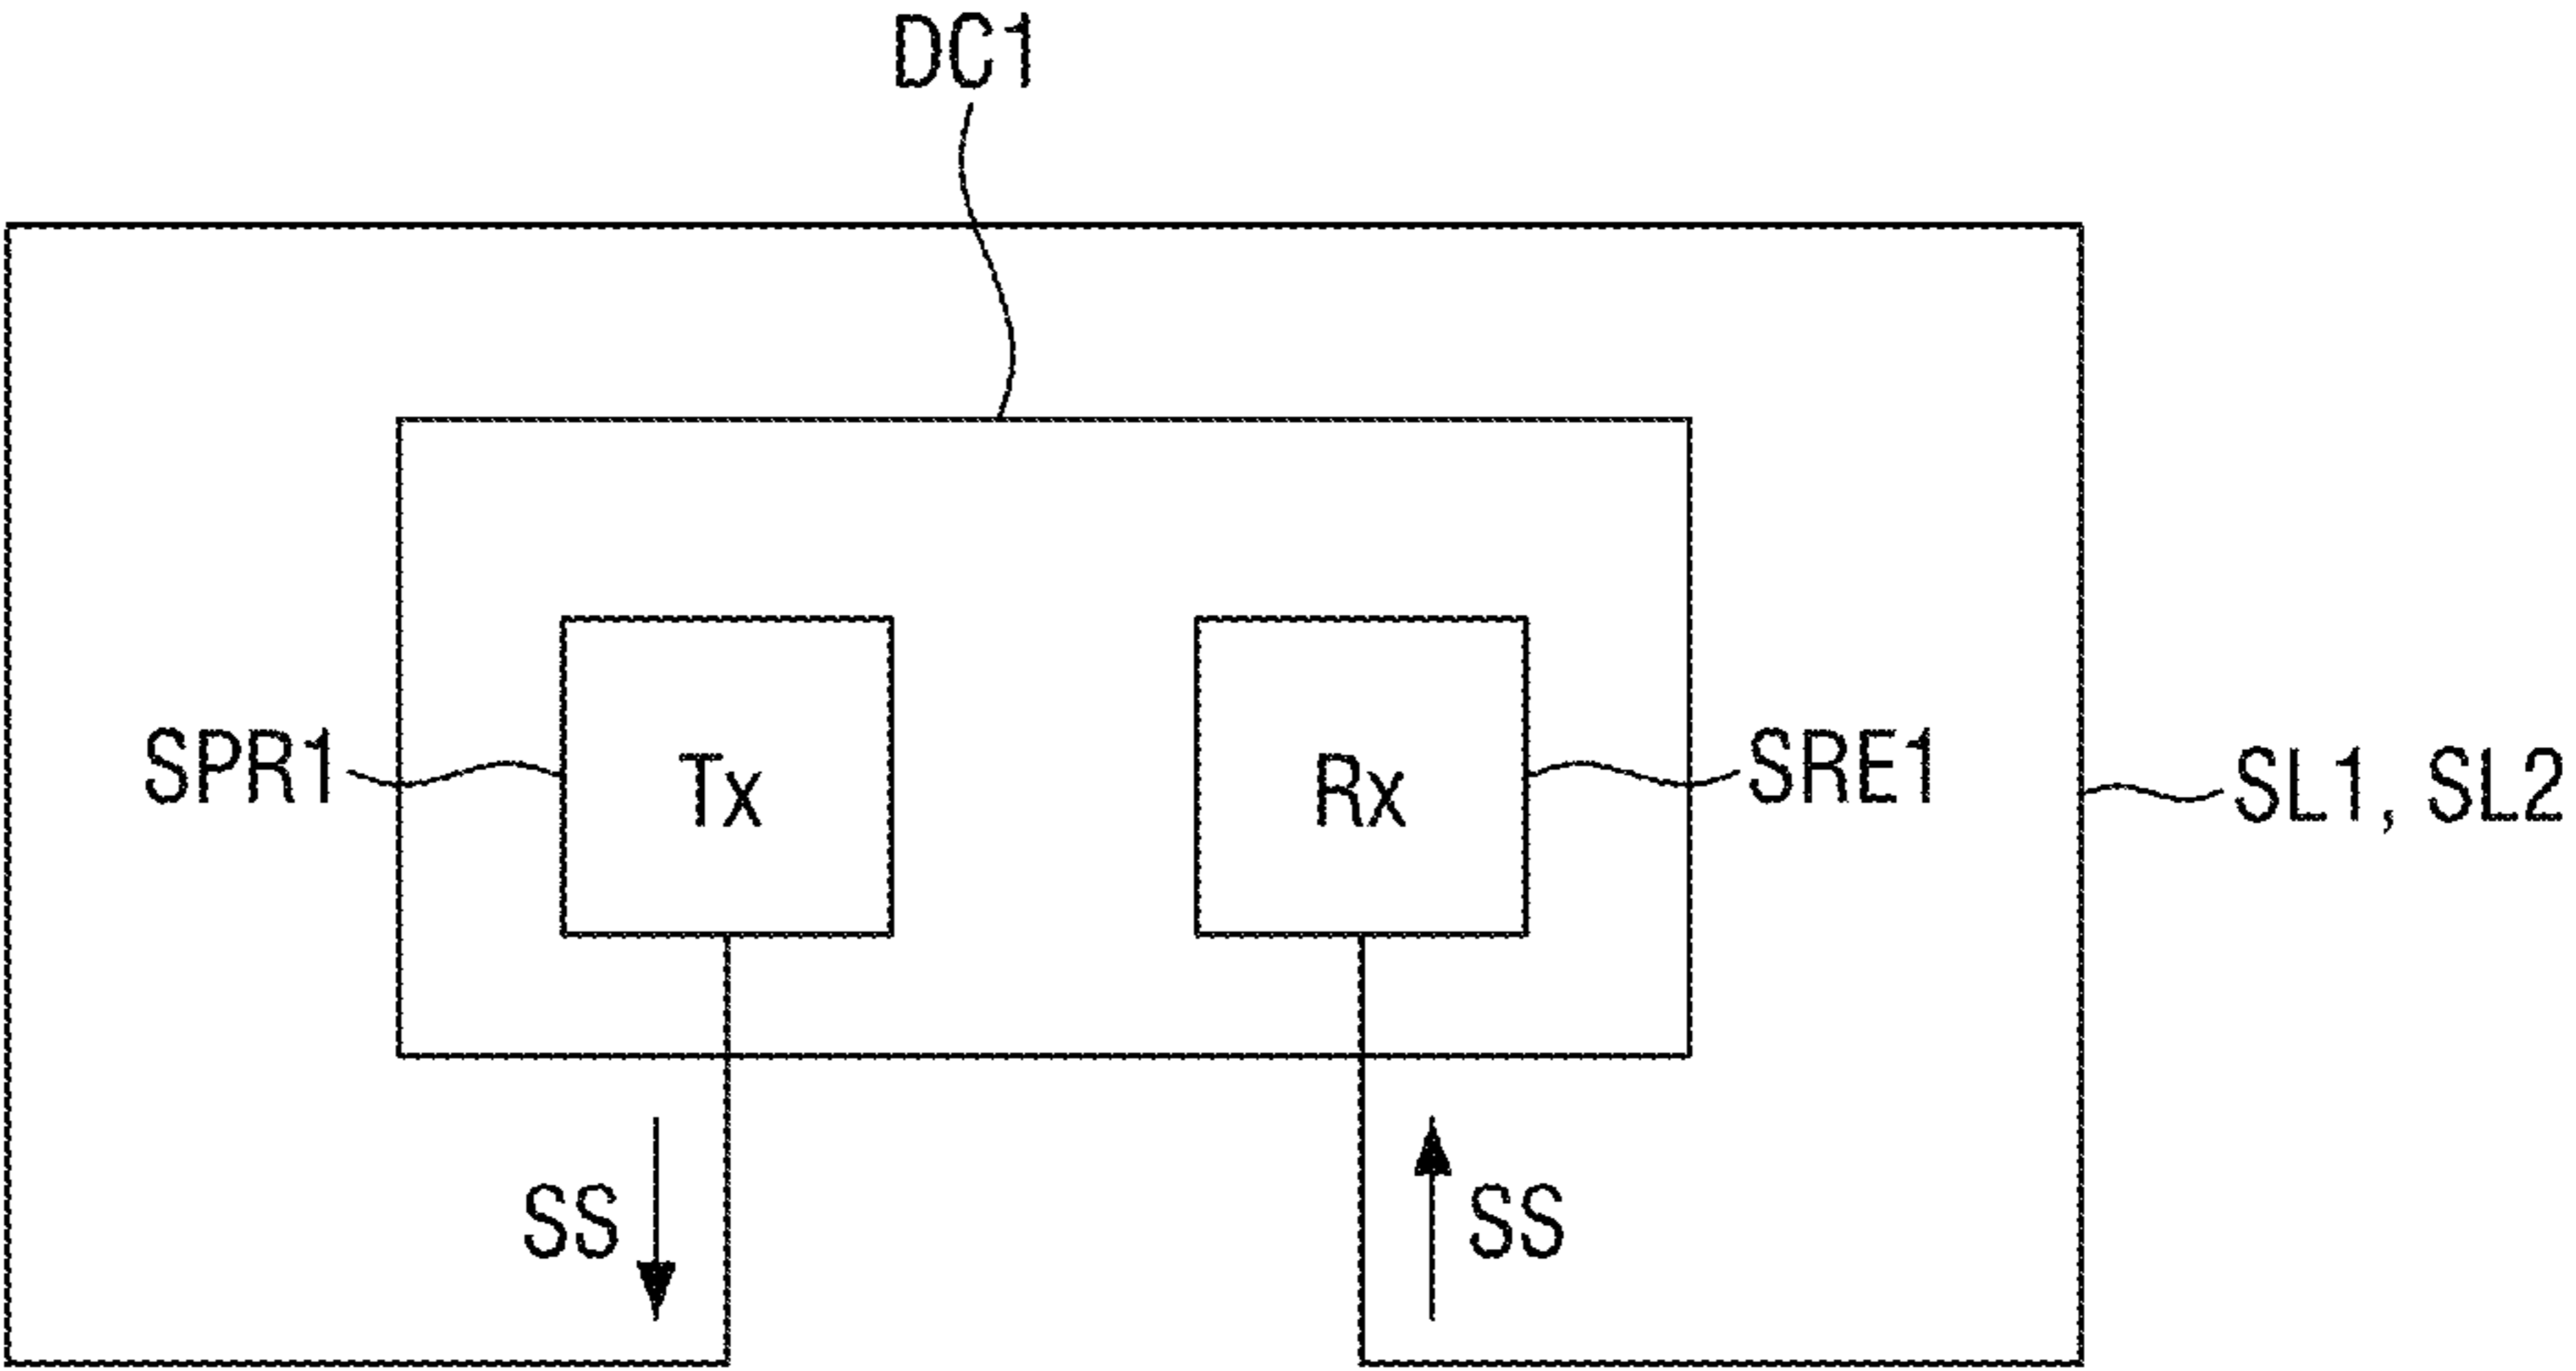 DC1
SPR1
Tx
Rx
SRE1
SL1, SL2
SS
SS